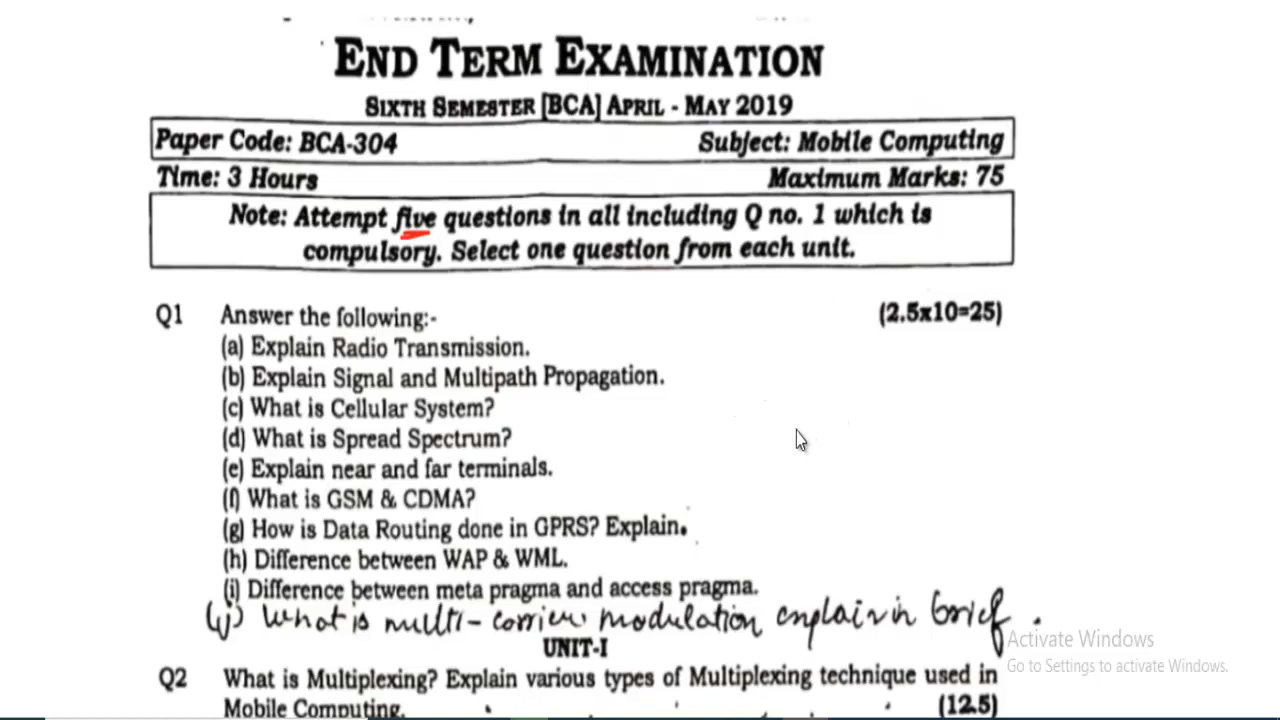 END TERM EXAMINATION
SIXTH SEMESTER [BCA] APRIL - MAY 2019
Paper Code: BCA-304 Subject: Mobile Computing
Time: 3 Hours Maximum Marks: 75
Note: Attempt five questions in all including Q no. 1 which is
compulsory. Select one question from each unit.
Q1 Answer the following:- (2.5x10=25)
(a) Explain Radio Transmission.
(b) Explain Signal and Multipath Propagation.
(c) What is Cellular System?
(d) What is Spread Spectrum?
(e) Explain near and far terminals.
(f) What is GSM & CDMA?
(g) How is Data Routing done in GPRS? Explain.
(h) Difference between WAP & WML.
(i) Difference between meta pragma and access pragma.
(j) What is multi-carrier modulation explain in brief.
UNIT-I
Q2 What is Multiplexing? Explain various types of Multiplexing technique used in
Mobile Computing. (12.5)
Activate Windows
Go to Settings to activate Windows.